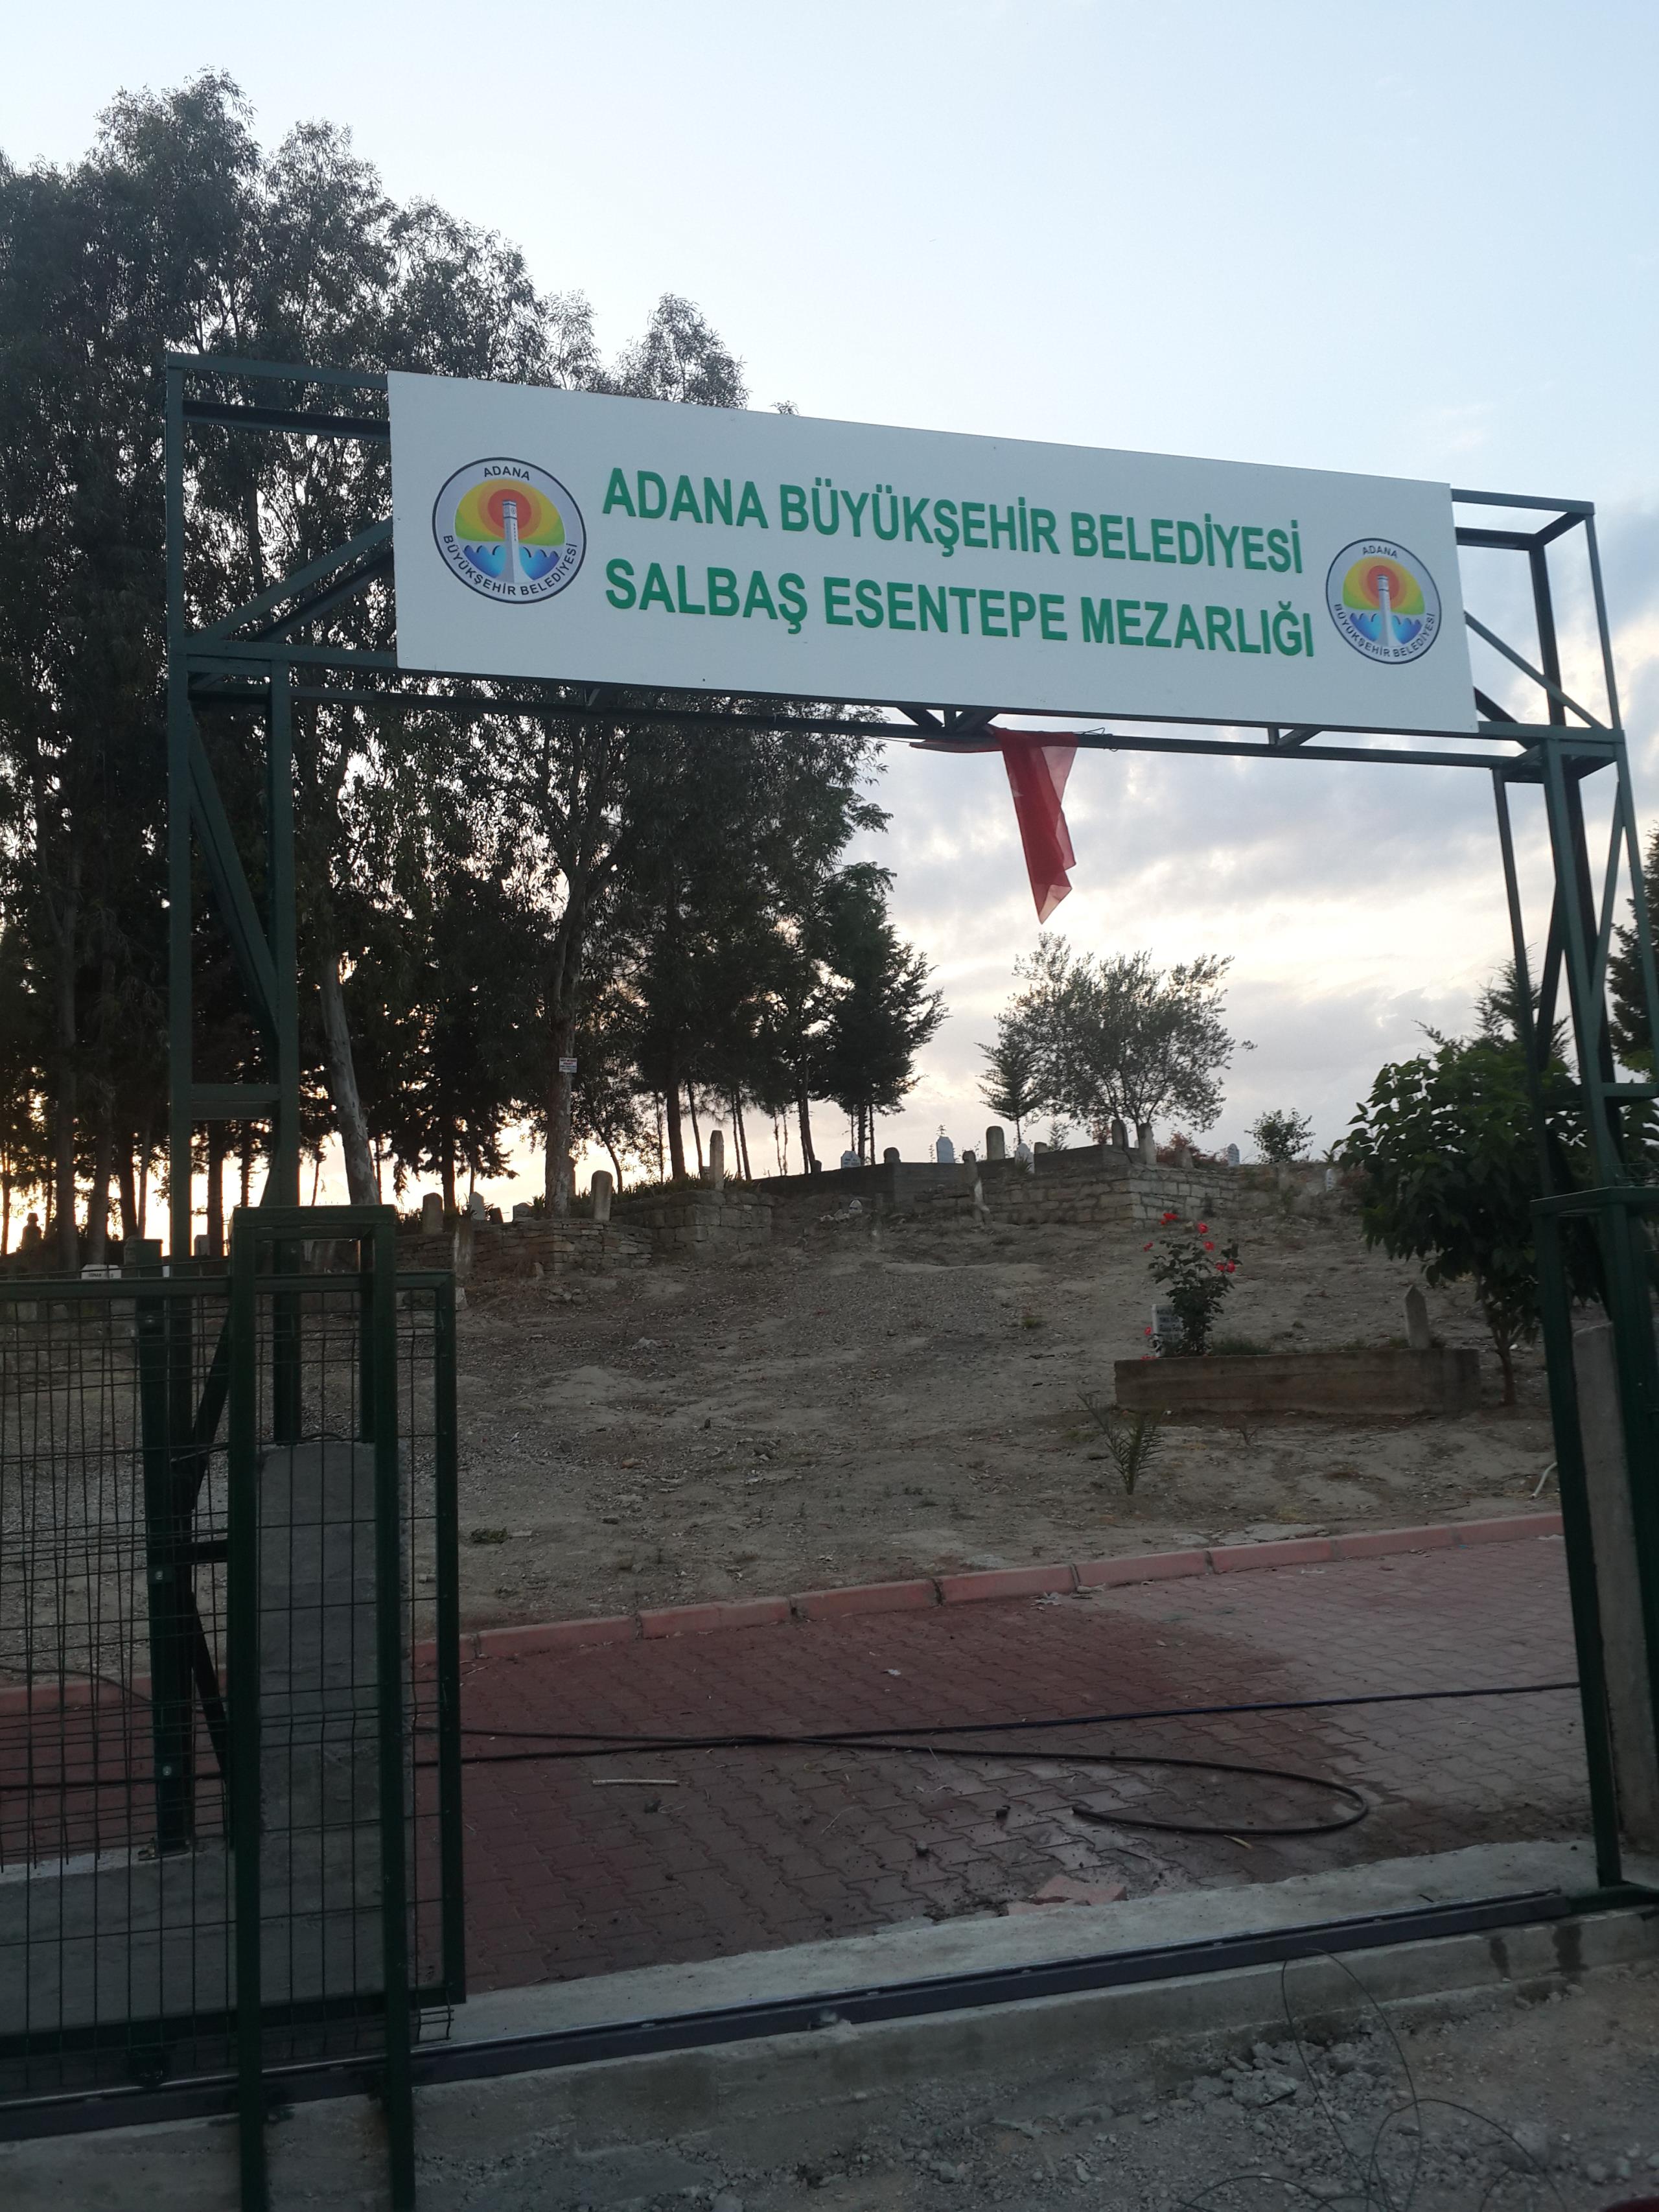 ADANA BÜYÜKŞEHİR BELEDİYESİ
SALBAŞ ESENTEPE MEZARLIĞI
ADANA
BÜYÜKŞEHİR BELEDİYESİ
ADANA
BÜYÜKŞEHİR BELEDİYESİ